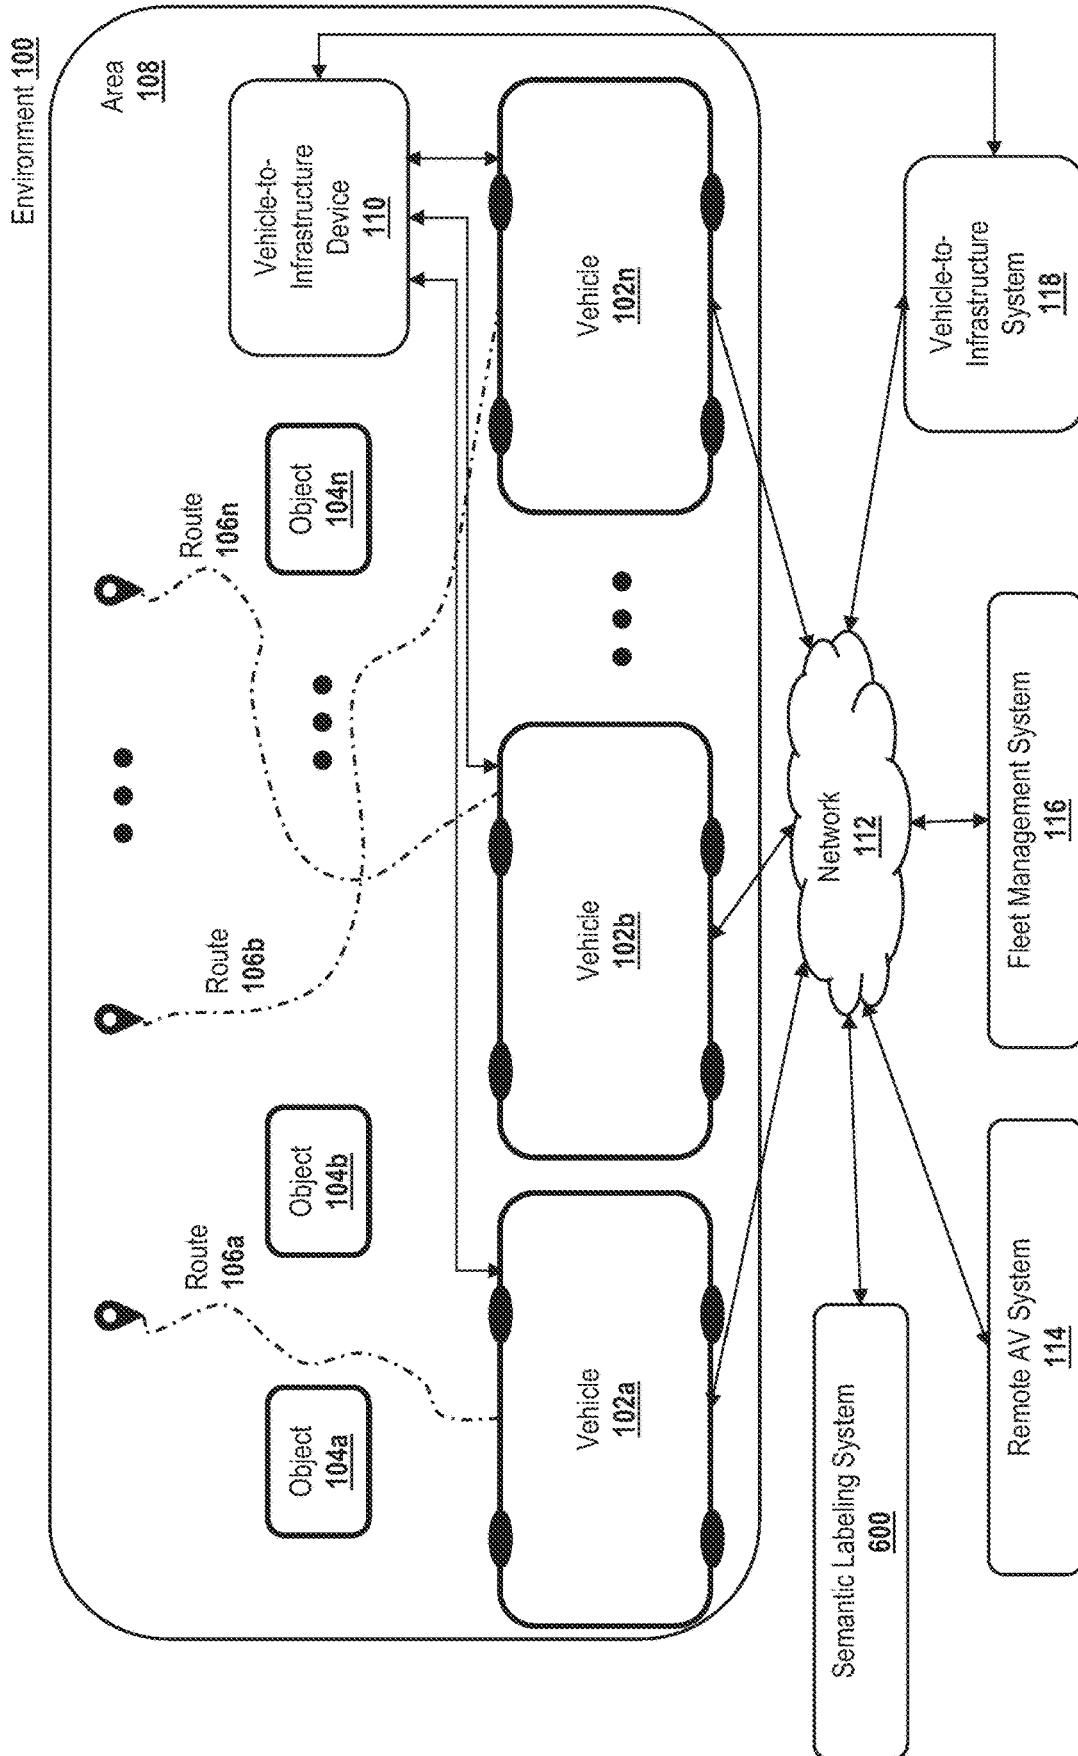 Environment 100
Area
108
Vehicle-to-
Infrastructure
Device
110
Route
106a
Route
106b
Route
106n
Object
104a
Object
104b
Object
104n
Vehicle
102a
Vehicle
102b
Vehicle
102n
Network
112
Semantic Labeling System
600
Remote AV System
114
Fleet Management System
116
Vehicle-to-
Infrastructure
System
118